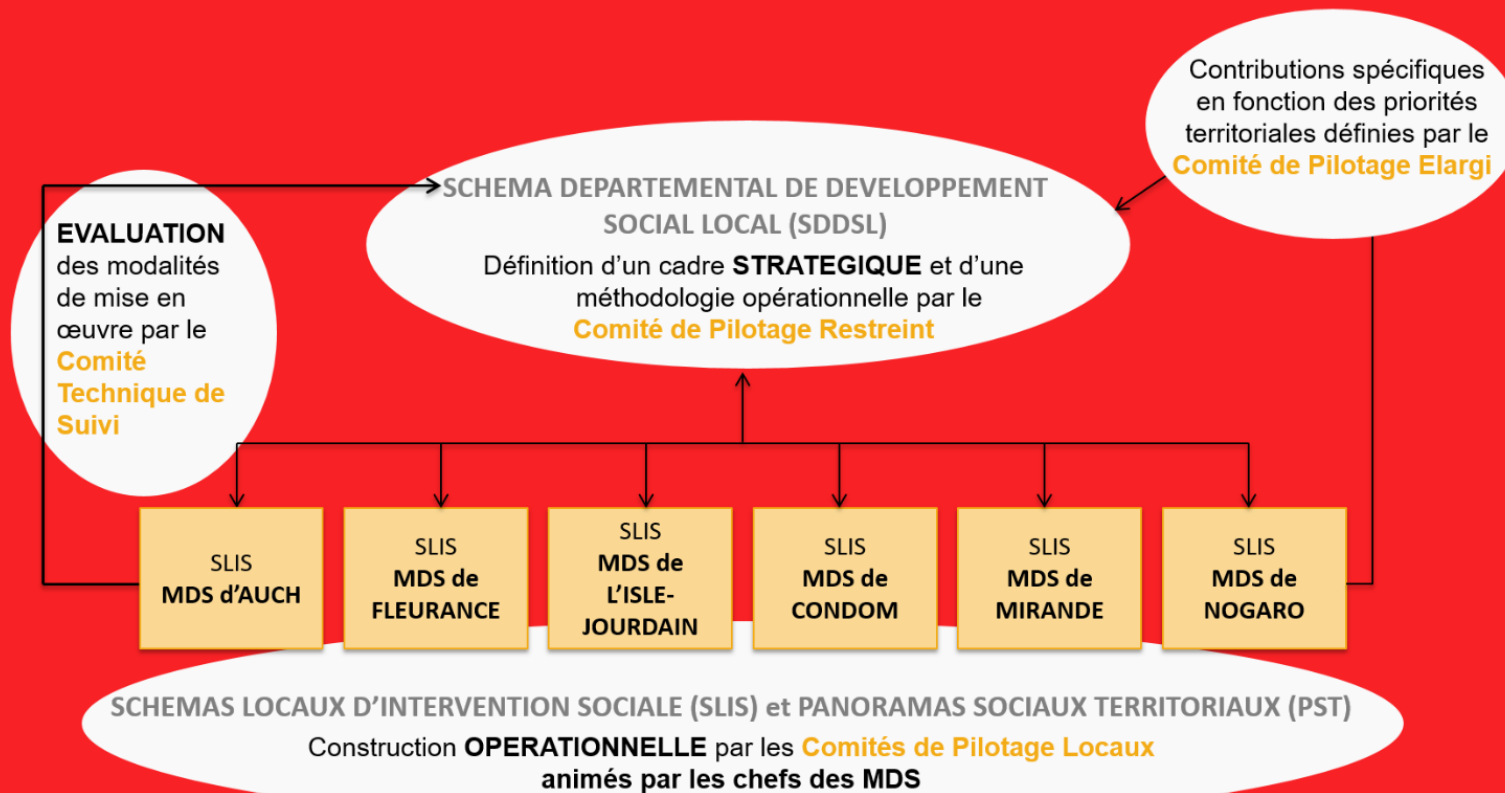 Contributions spécifiques
en fonction des priorités
territoriales définies par le
Comité de Pilotage Elargi
SCHEMA DEPARTEMENTAL DE DEVELOPPEMENT
SOCIAL LOCAL (SDDSL)
Définition d’un cadre STRATEGIQUE et d’une
méthodologie opérationnelle par le
Comité de Pilotage Restreint
EVALUATION
des modalités
de mise en
œuvre par le
Comité
Technique de
Suivi
SLIS
MDS d’AUCH
SLIS
MDS de
FLEURANCE
SLIS
MDS de
L’ISLE-
JOURDAIN
SLIS
MDS de
CONDOM
SLIS
MDS de
MIRANDE
SLIS
MDS de
NOGARO
SCHEMAS LOCAUX D’INTERVENTION SOCIALE (SLIS) et PANORAMAS SOCIAUX TERRITORIAUX (PST)
Construction OPERATIONNELLE par les Comités de Pilotage Locaux
animés par les chefs des MDS